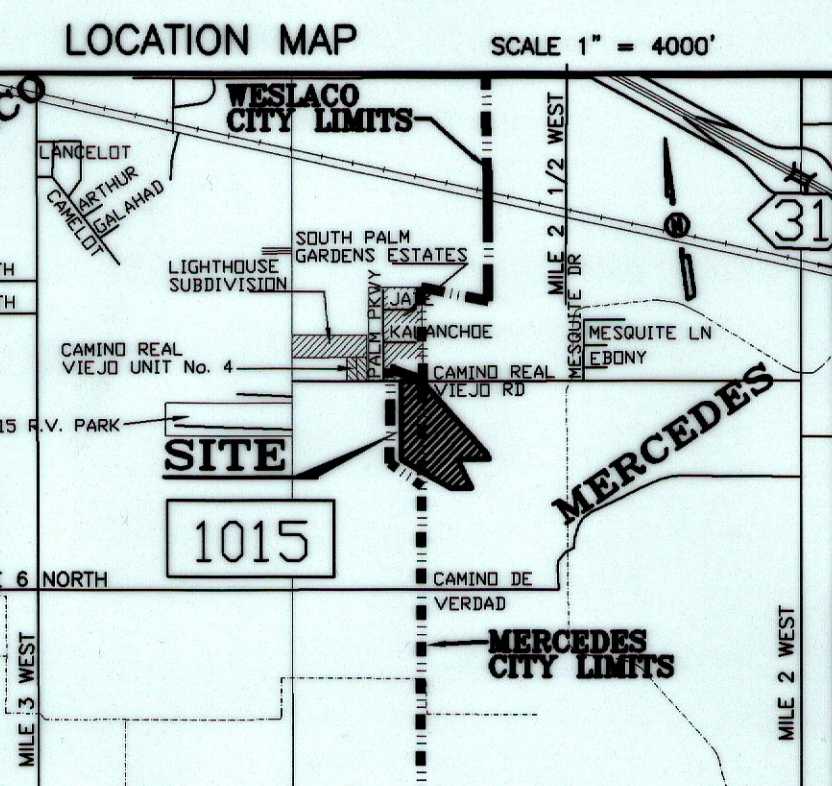 LOCATION MAP
SCALE 1" = 4000'
CO
WESLACO
CITY LIMITS
MILE 2 1/2 WEST
LANCELOT
ARTHUR
GALAHAD
CAMELOT
31
N
SOUTH PALM
GARDENS ESTATES
LIGHTHOUSE
SUBDIVISION
PALM PKWY
MESQUITE DR
KALANCHOE
MESQUITE LN
EBONY
CAMINO REAL
VIEJO UNIT No. 4
CAMINO REAL
VIEJO RD
15 R.V. PARK
SITE
MERCEDES
1015
6 NORTH
CAMINO DE
VERDAD
MERCEDES
CITY LIMITS
MILE 3 WEST
MILE 2 WEST